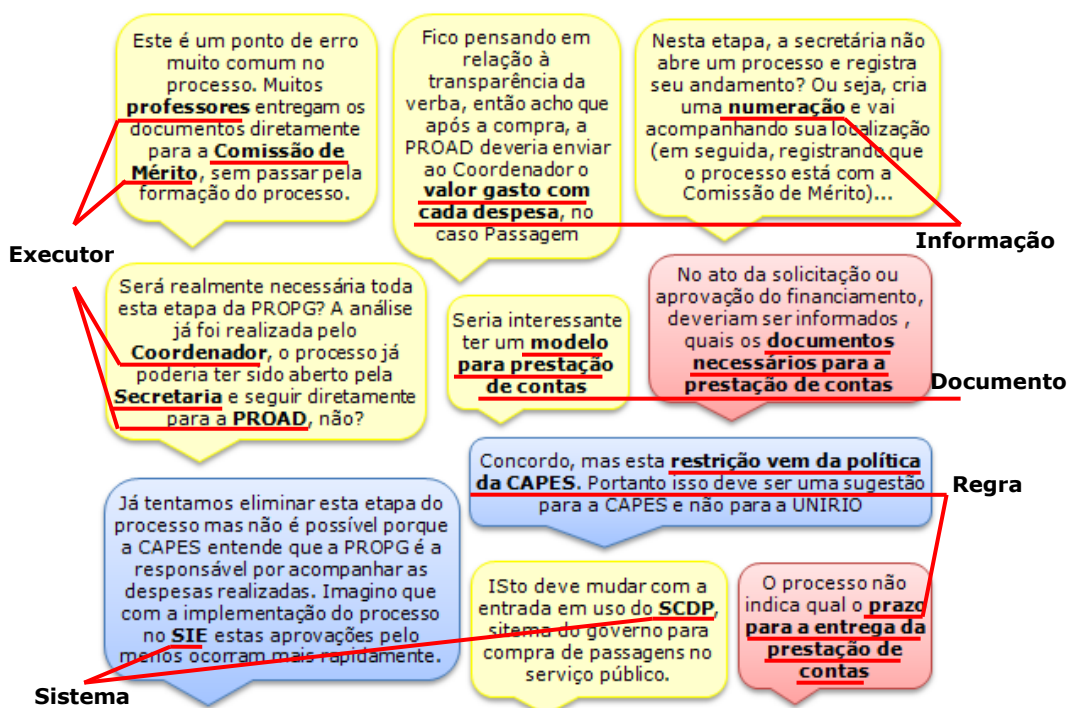 Este é um ponto de erro
muito comum no
processo. Muitos
professores entregam os
documentos diretamente
para a Comissão de
Mérito, sem passar pela
formação do processo.
Fico pensando em
relação à
transparência da
verba, então acho que
após a compra, a
PROAD deveria enviar
ao Coordenador o
valor gasto com
cada despesa, no
caso Passagem
Nesta etapa, a secretária não
abre um processo e registra
seu andamento? Ou seja, cria
uma numeração e vai
acompanhando sua localização
(em seguida, registrando que
o processo está com a
Comissão de Mérito)...
Executor
Informação
Será realmente necessária toda
esta etapa da PROPG? A análise
já foi realizada pelo
Coordenador, o processo já
poderia ter sido aberto pela
Secretaria e seguir diretamente
para a PROAD, não?
Seria interessante
ter um modelo
para prestação
de contas
No ato da solicitação ou
aprovação do financiamento,
deveriam ser informados ,
quais os documentos
necessários para a
prestação de contas
Documento
Concordo, mas esta restrição vem da política
da CAPES. Portanto isso deve ser uma sugestão
para a CAPES e não para a UNIRIO
Regra
Já tentamos eliminar esta etapa do
processo mas não é possível porque
a CAPES entende que a PROPG é a
responsável por acompanhar as
despesas realizadas. Imagino que
com a implementação do processo
no SIE estas aprovações pelo
menos ocorram mais rapidamente.
ISto deve mudar com a
entrada em uso do SCDP,
sitema do governo para
compra de passagens no
serviço público.
O processo não
indica qual o prazo
para a entrega da
prestação de
contas
Sistema